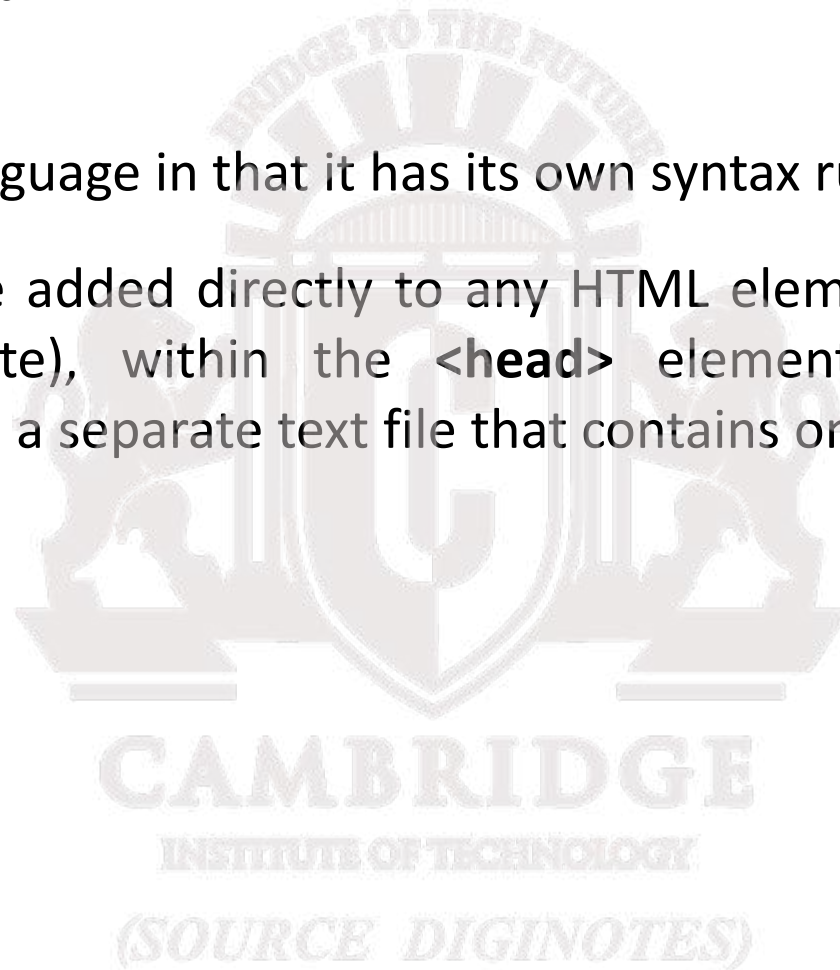 BRIDGE TO THE FUTURE
guage in that it has its own syntax ru
e added directly to any HTML elem
te), within the <head> element
a separate text file that contains or
C
CAMBRIDGE
INSTITUTE OF TECHNOLOGY
(SOURCE DIGINOTES)